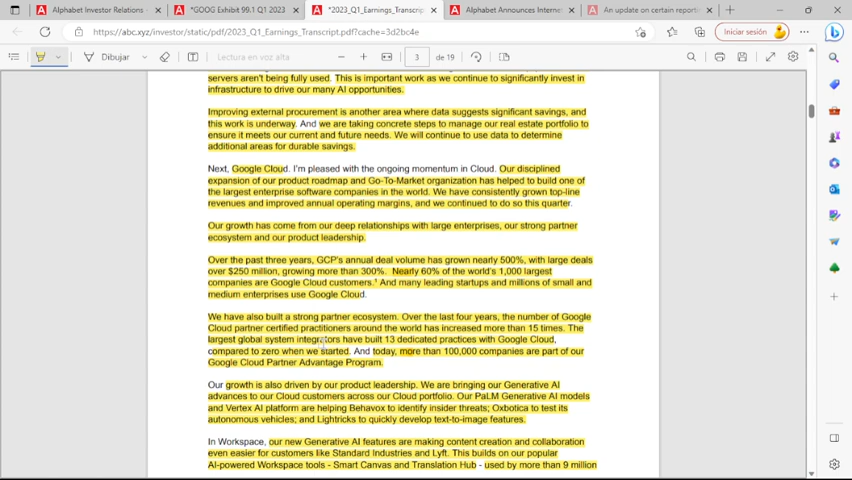 Alphabet Investor Relations -
*GOOG Exhibit 99.1 Q1 2023
*2023_Q1_Earnings_Transcript.p
Alphabet Announces Internet
An update on certain report
https://abc.xyz/investor/static/pdf/2023_Q1_Earnings_Transcript.pdf?cache=3d2bc4e
Iniciar sesión
Dibujar
Lectura en voz alta
3 de 19
servers aren't being fully used. This is important work as we continue to significantly invest in
infrastructure to drive our many AI opportunities.
Improving external procurement is another area where data suggests significant savings, and
this work is underway. And we are taking concrete steps to manage our real estate portfolio to
ensure it meets our current and future needs. We will continue to use data to determine
additional areas for durable savings.
Next, Google Cloud. I'm pleased with the ongoing momentum in Cloud. Our disciplined
expansion of our product roadmap and Go-To-Market organization has helped to build one of
the largest enterprise software companies in the world. We have consistently grown top-line
revenues and improved annual operating margins, and we continued to do so this quarter.
Our growth has come from our deep relationships with large enterprises, our strong partner
ecosystem and our product leadership.
Over the past three years, GCP's annual deal volume has grown nearly 500%, with large deals
over $250 million, growing more than 300%. Nearly 60% of the world's 1,000 largest
companies are Google Cloud customers.¹ And many leading startups and millions of small and
medium enterprises use Google Cloud.
We have also built a strong partner ecosystem. Over the last four years, the number of Google
Cloud partner certified practitioners around the world has increased more than 15 times. The
largest global system integrators have built 13 dedicated practices with Google Cloud,
compared to zero when we started. And today, more than 100,000 companies are part of our
Google Cloud Partner Advantage Program.
Our growth is also driven by our product leadership. We are bringing our Generative AI
advances to our Cloud customers across our Cloud portfolio. Our PaLM Generative AI models
and Vertex AI platform are helping Behavox to identify insider threats; Oxbotica to test its
autonomous vehicles; and Lightricks to quickly develop text-to-image features.
In Workspace, our new Generative AI features are making content creation and collaboration
even easier for customers like Standard Industries and Lyft. This builds on our popular
AI-powered Workspace tools - Smart Canvas and Translation Hub - used by more than 9 million